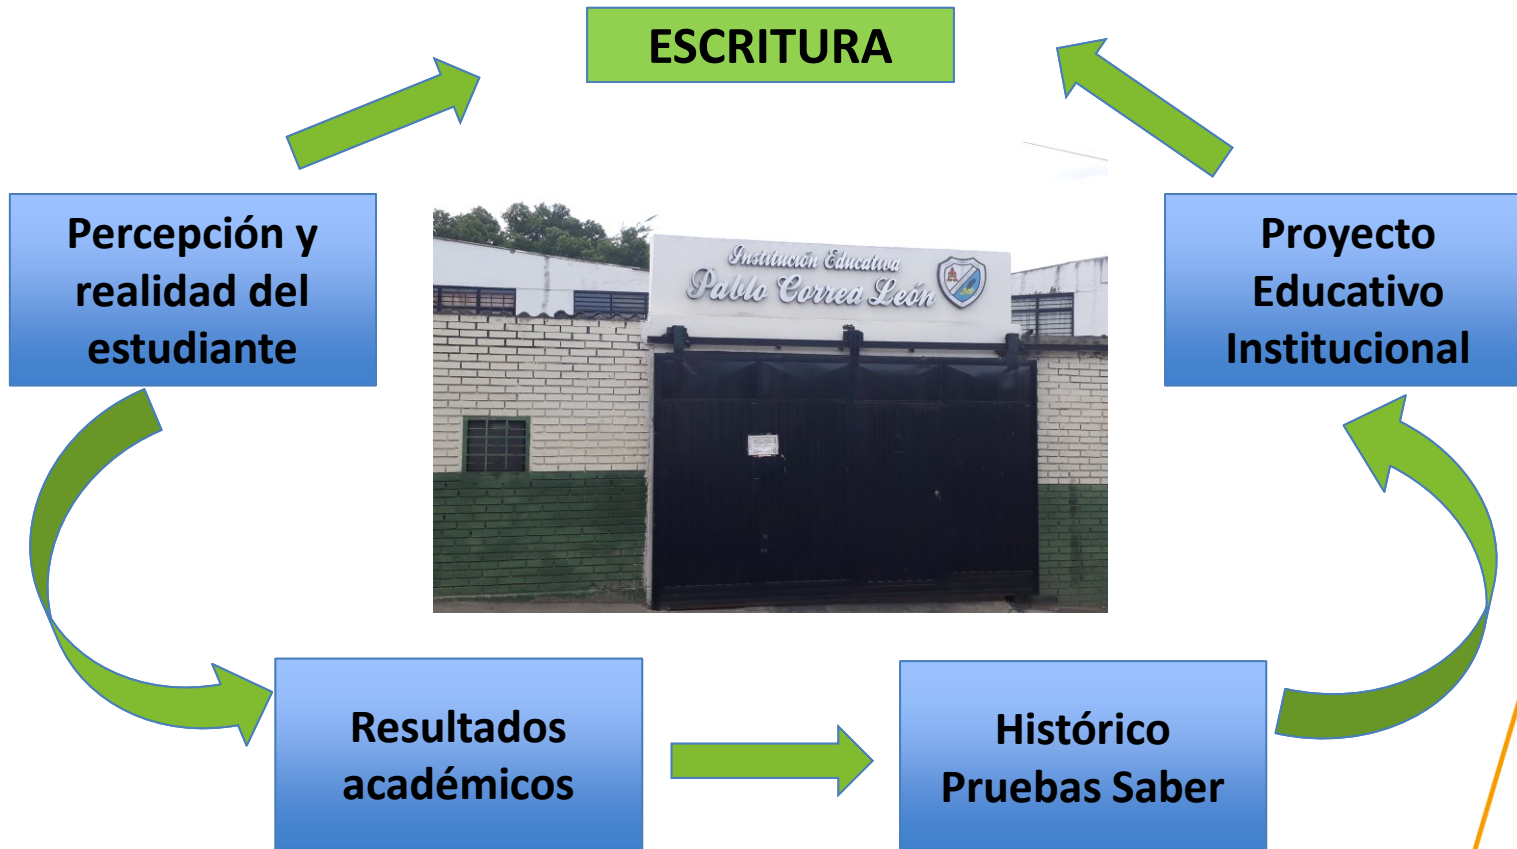 ESCRITURA
Percepción y
realidad del
estudiante
Institución Educativa
Pablo Correa León
Proyecto
Educativo
Institucional
Resultados
académicos
Histórico
Pruebas Saber